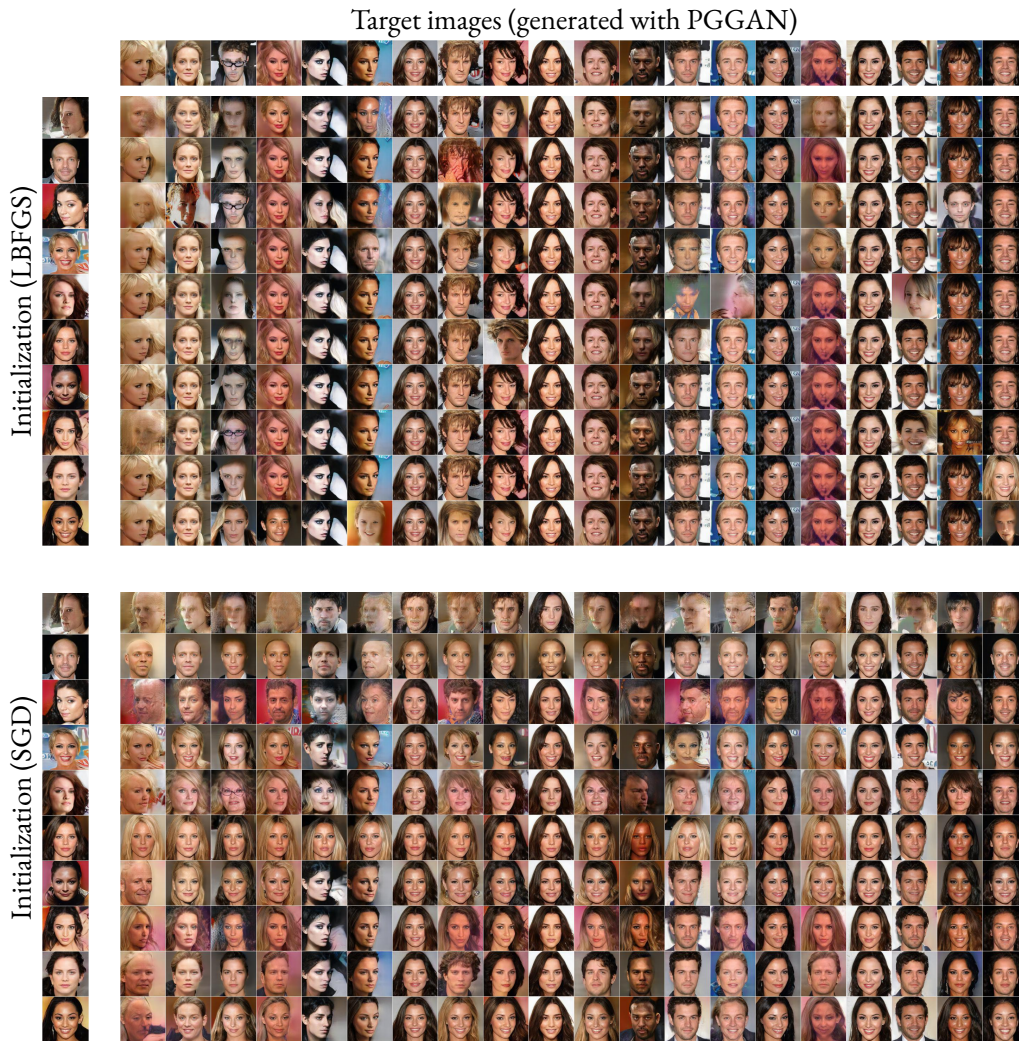 Target images (generated with PGGAN)
Initialization (LBFGS)
Initialization (SGD)